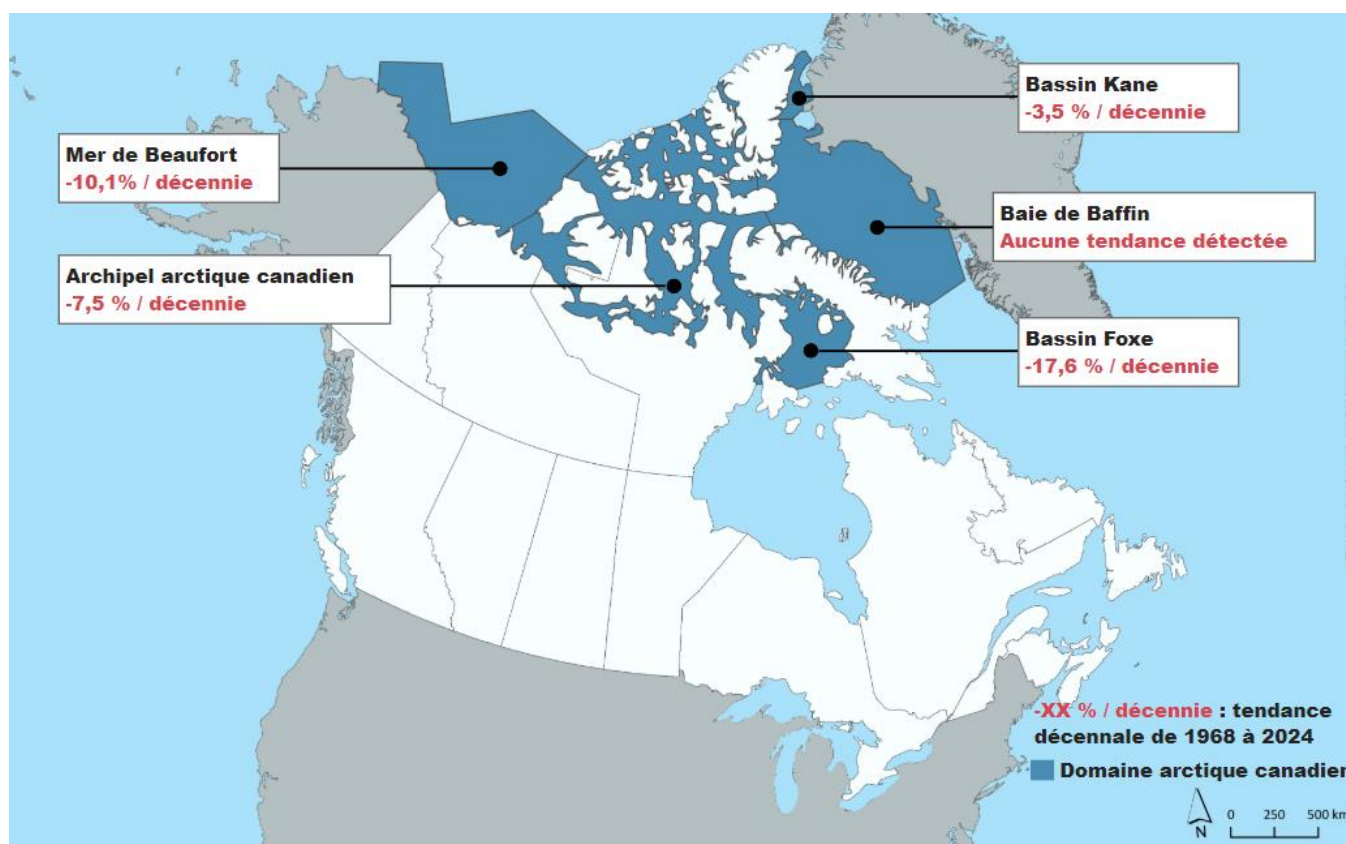 Bassin Kane
-3,5 % / décennie
Mer de Beaufort
-10,1% / décennie
Baie de Baffin
Aucune tendance détectée
Archipel arctique canadien
-7,5 % / décennie
Bassin Foxe
-17,6 % / décennie
-XX % / décennie : tendance
décennale de 1968 à 2024
Domaine arctique canadien
N
0 250 500 km